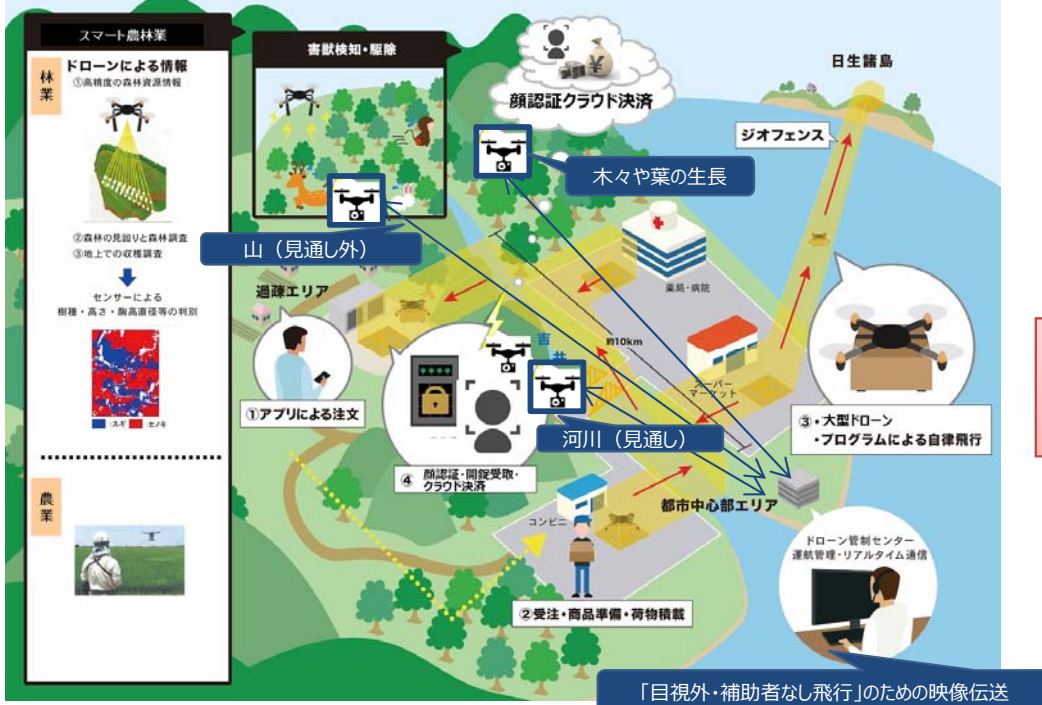 スマート農林業
林業
ドローンによる情報
①高精度の森林資源情報
②森林の見回りと森林調査
③地上での収穫調査
センサーによる
樹種・高さ・胸高直径等の判別
:スギ
:ヒノキ
農業
害獣検知・駆除
顔認証クラウド決済
日生諸島
ジオフェンス
木々や葉の生長
山（見通し外）
薬局・病院
過疎エリア
約10km
吉井
スーパー
マーケット
①アプリによる注文
河川（見通し）
③・大型ドローン
・プログラムによる自律飛行
④ 顔認証・開錠受取・
クラウド決済
都市中心部エリア
コンビニ
ドローン管制センター
運航管理・リアルタイム通信
②受注・商品準備・荷物積載
「目視外・補助者なし飛行」のための映像伝送